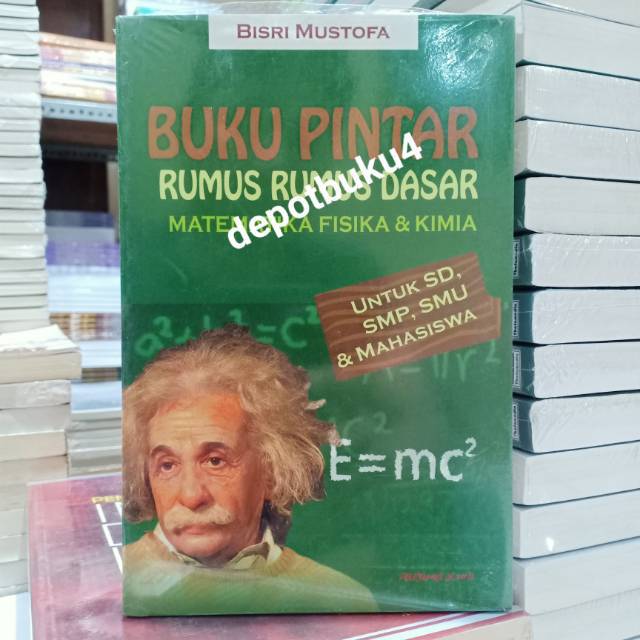 BISRI MUSTOFA
BUKU PINTAR
RUMUS RUMUS DASAR
MATEMATIKA FISIKA & KIMIA
depotbuku4
UNTUK SD,
SMP, SMU
& MAHASISWA
E=mc²